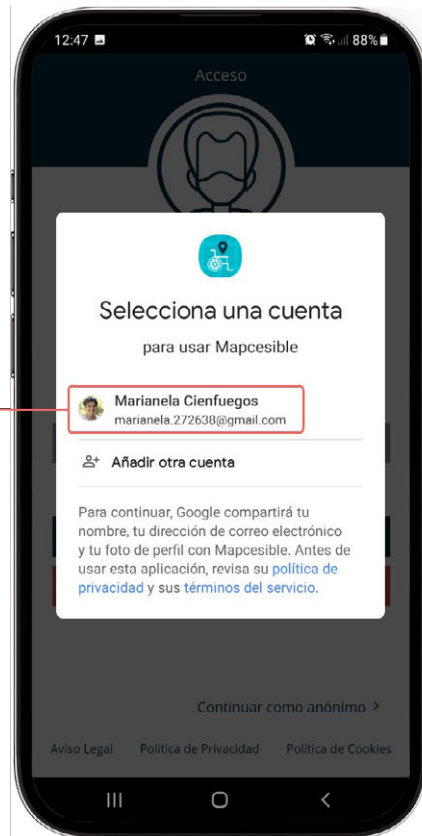 12:47 88%
Acceso
Selecciona una cuenta
para usar Mapcesible
Marianela Cienfuegos
marianela.272638@gmail.com
Añadir otra cuenta
Para continuar, Google compartirá tu
nombre, tu dirección de correo electrónico
y tu foto de perfil con Mapcesible. Antes de
usar esta aplicación, revisa su política de
privacidad y sus términos del servicio.
Continuar como anónimo >
Aviso Legal Política de Privacidad Política de Cookies